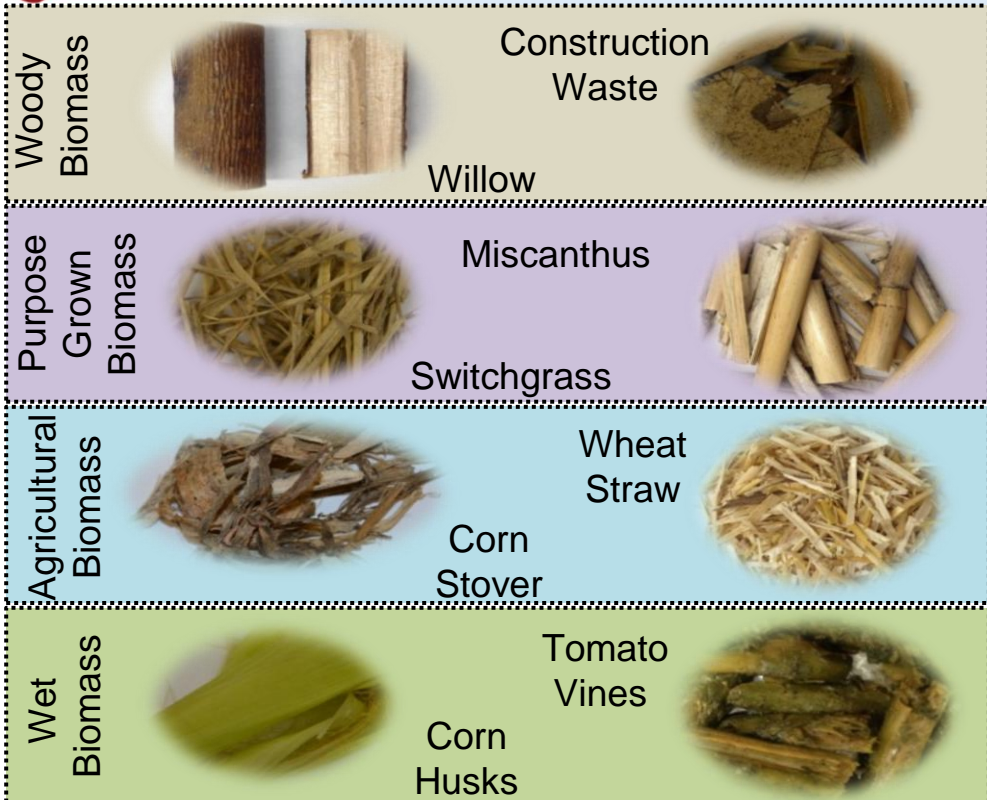 Woody
Biomass
Construction
Waste
Willow
Purpose
Grown
Biomass
Miscanthus
Switchgrass
Agricultural
Biomass
Wheat
Straw
Corn
Stover
Wet
Biomass
Tomato
Vines
Corn
Husks